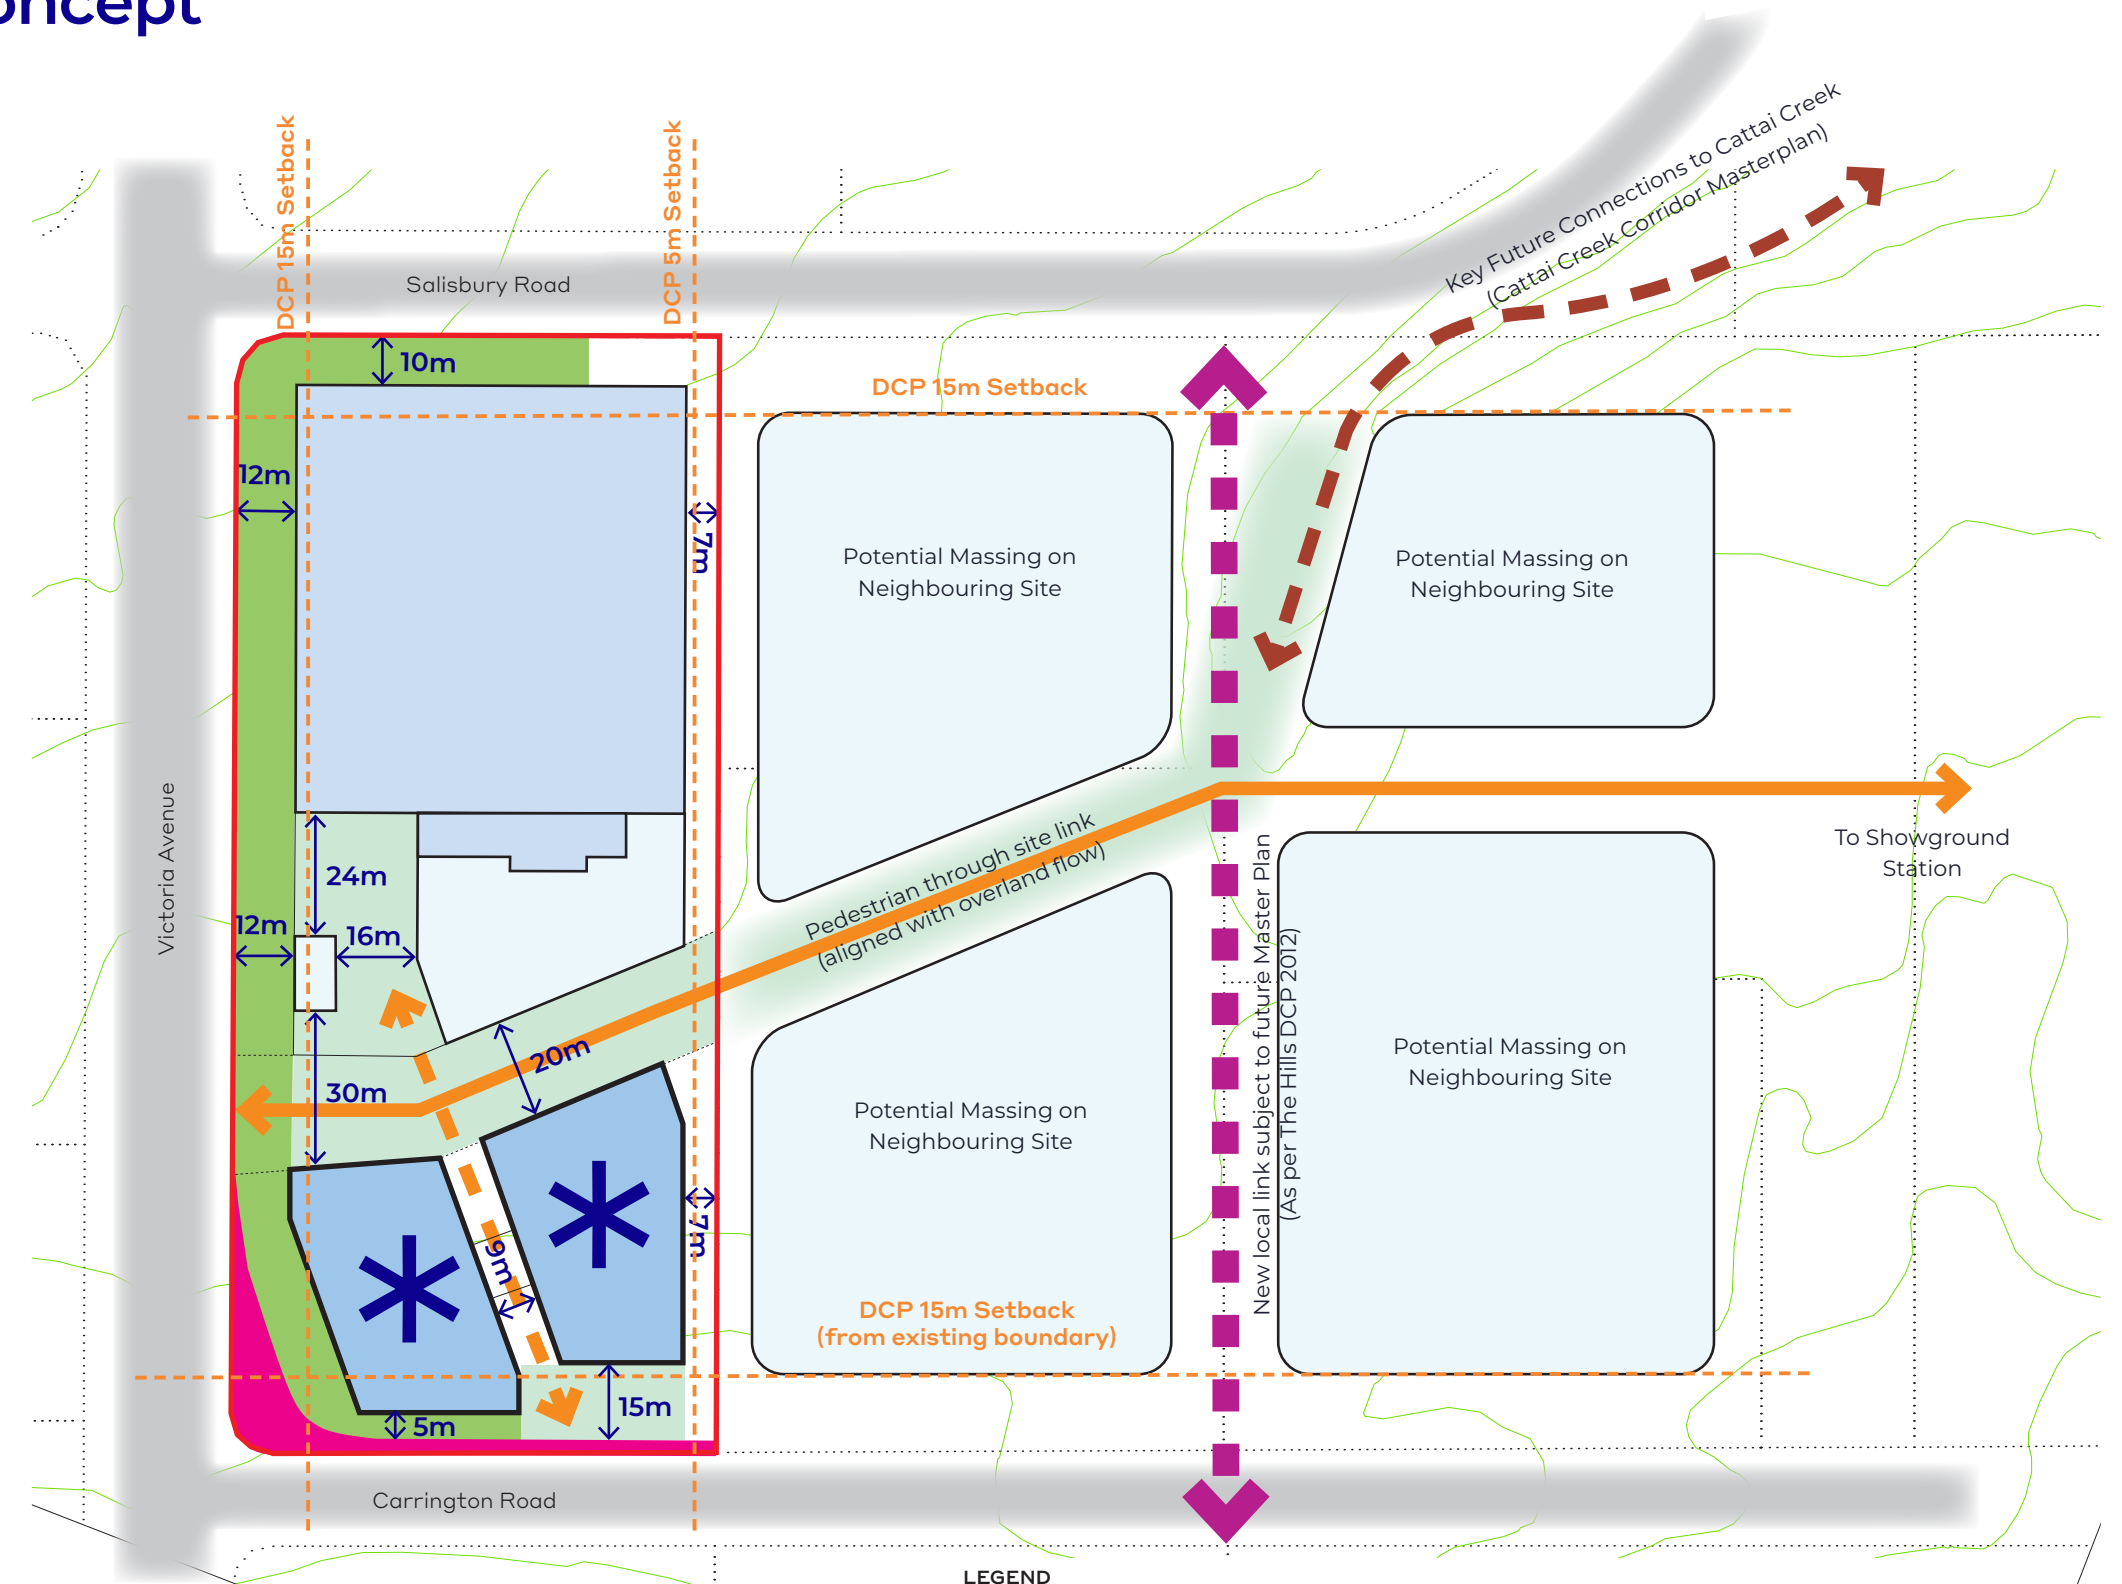 oncept
DCP 15m Setback
DCP 5m Setback
Key Future Connections to Cattai Creek
(Cattai Creek Corridor Masterplan)
Salisbury Road
10m
DCP 15m Setback
12m
7m
Potential Massing on
Neighbouring Site
Potential Massing on
Neighbouring Site
Victoria Avenue
24m
12m
16m
Pedestrian through site link
(aligned with overland flow)
To Showground
Station
New local link subject to future Master Plan
(As per The Hills DCP 2012)
20m
30m
Potential Massing on
Neighbouring Site
Potential Massing on
Neighbouring Site
7m
9m
DCP 15m Setback
(from existing boundary)
15m
5m
Carrington Road
LEGEND